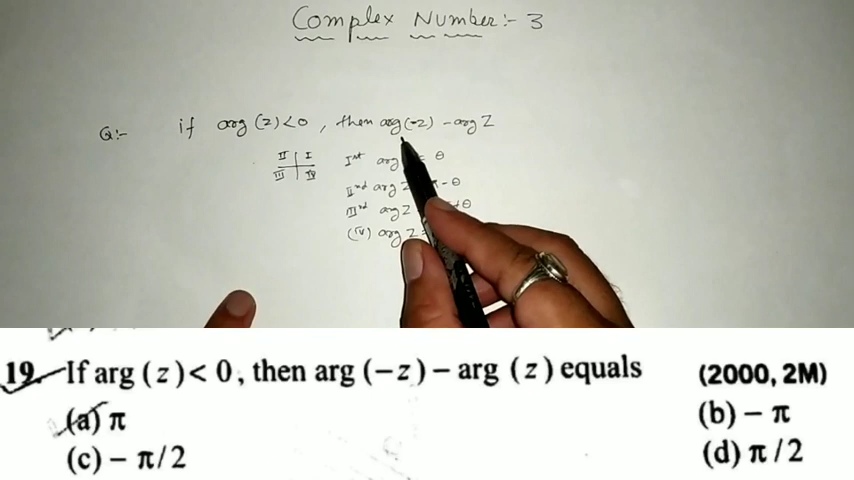 Complex Number:- 3
Q:- if arg (z) < 0, then arg(-z) - arg Z
II I Ist arg = θ
III IV IInd arg Z - θ
IIIrd arg Z + θ
(IV) arg Z =
19. If arg (z) < 0, then arg (−z) − arg (z) equals (2000, 2M)
(a) π (b) − π
(c) − π/2 (d) π/2